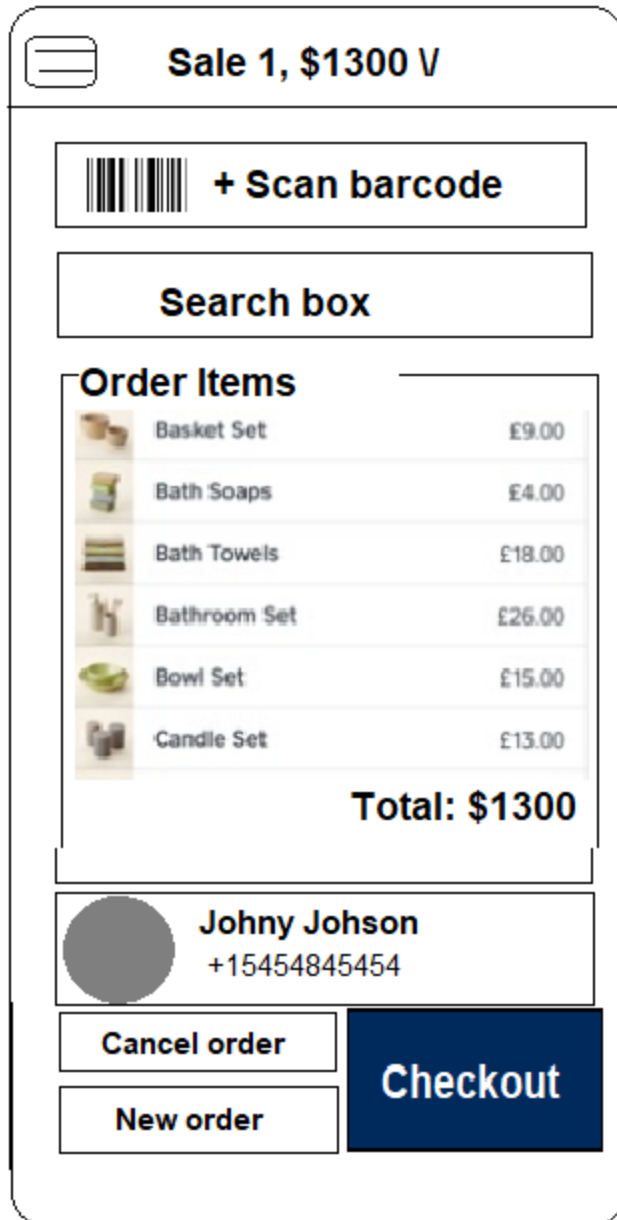 Sale 1, $1300 \/
+ Scan barcode
Search box
Order Items
Basket Set £9.00
Bath Soaps £4.00
Bath Towels £18.00
Bathroom Set £26.00
Bowl Set £15.00
Candle Set £13.00
Total: $1300
Johny Johson
+15454845454
Cancel order
Checkout
New order